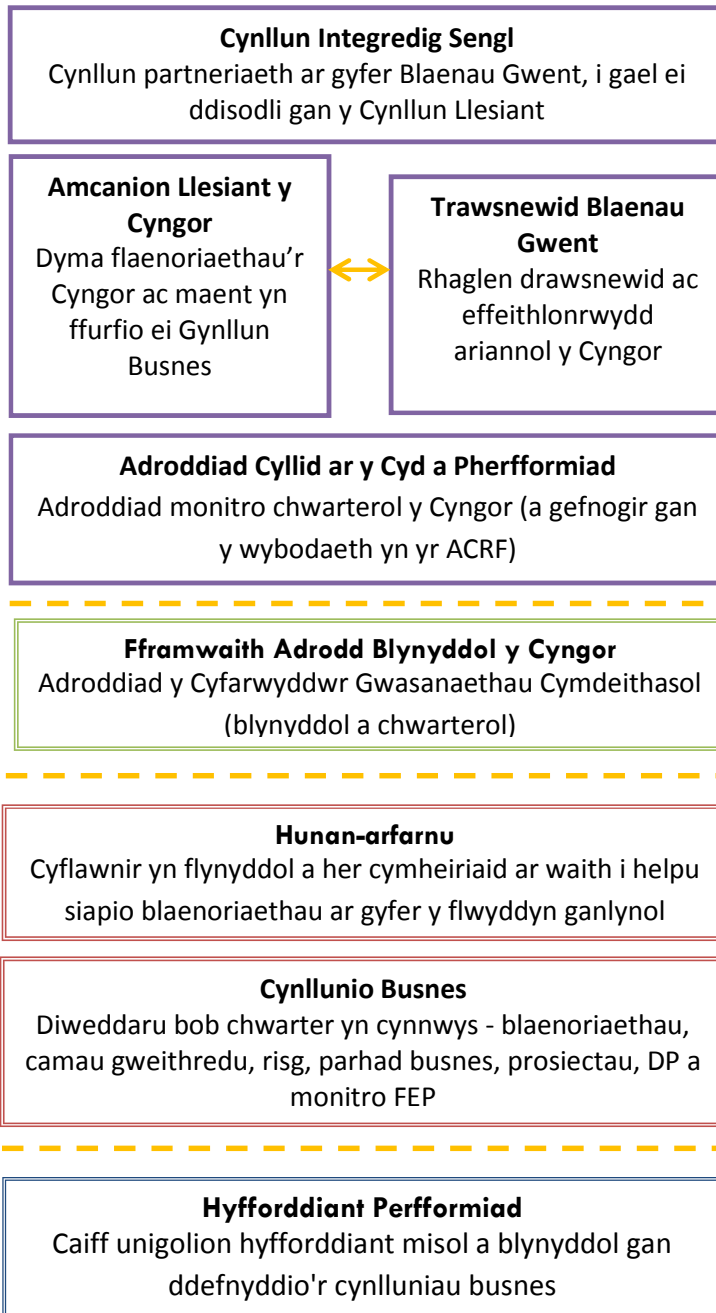 Cynllun Integredig Sengl
Cynllun partneriaeth ar gyfer Blaenau Gwent, i gael ei
ddisodli gan y Cynllun Llesiant
Amcanion Llesiant y
Cyngor
Dyma flaenoriaethau'r
Cyngor ac maent yn
ffurfio ei Gynllun
Busnes
Trawsnewid Blaenau
Gwent
Rhaglen drawsnewid ac
effeithlonrwydd
ariannol y Cyngor
Adroddiad Cyllid ar y Cyd a Pherfformiad
Adroddiad monitro chwarterol y Cyngor (a gefnogir gan
y wybodaeth yn yr ACRF)
Fframwaith Adrodd Blynyddol y Cyngor
Adroddiad y Cyfarwyddwr Gwasanaethau Cymdeithasol
(blynyddol a chwarterol)
Hunan-arfarnu
Cyflawnir yn flynyddol a her cymheiriaid ar waith i helpu
siapio blaenoriaethau ar gyfer y flwyddyn ganlynol
Cynllunio Busnes
Diweddaru bob chwarter yn cynnwys - blaenoriaethau,
camau gweithredu, risg, parhad busnes, prosiectau, DP a
monitro FEP
Hyfforddiant Perfformiad
Caiff unigolion hyfforddiant misol a blynyddol gan
ddefnyddio'r cynlluniau busnes